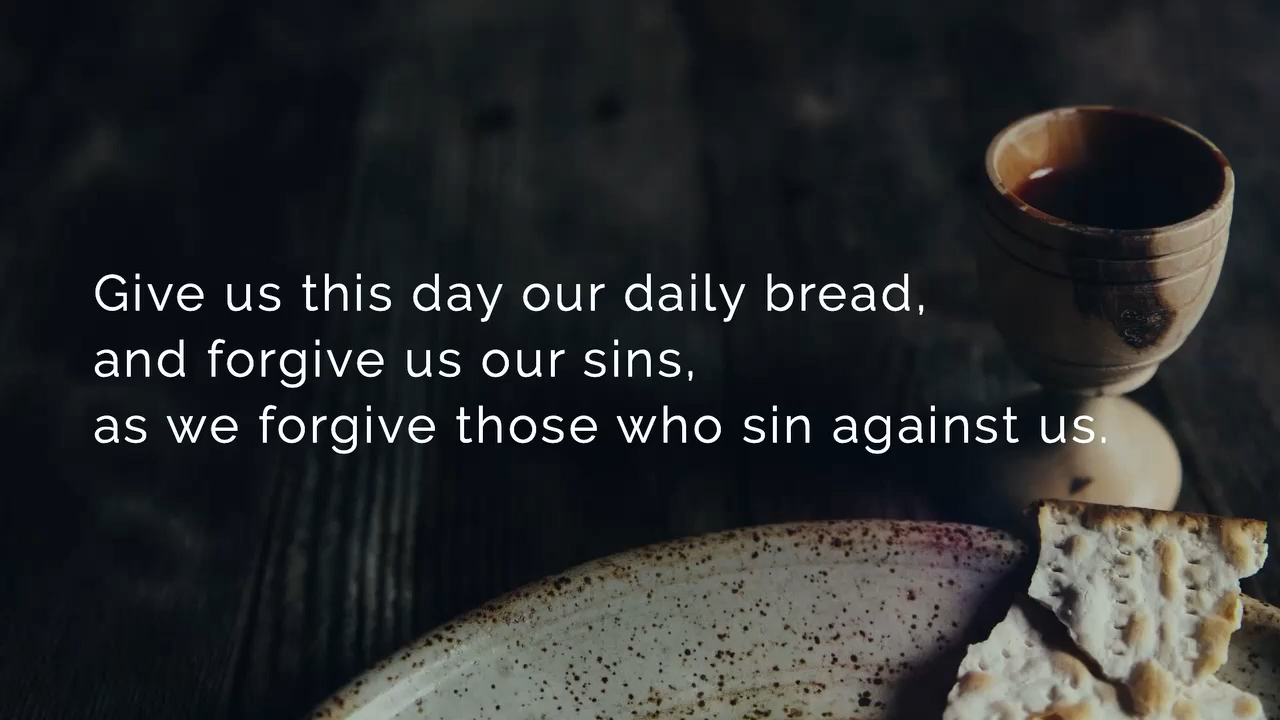 Give us this day our daily bread,
and forgive us our sins,
as we forgive those who sin against us.